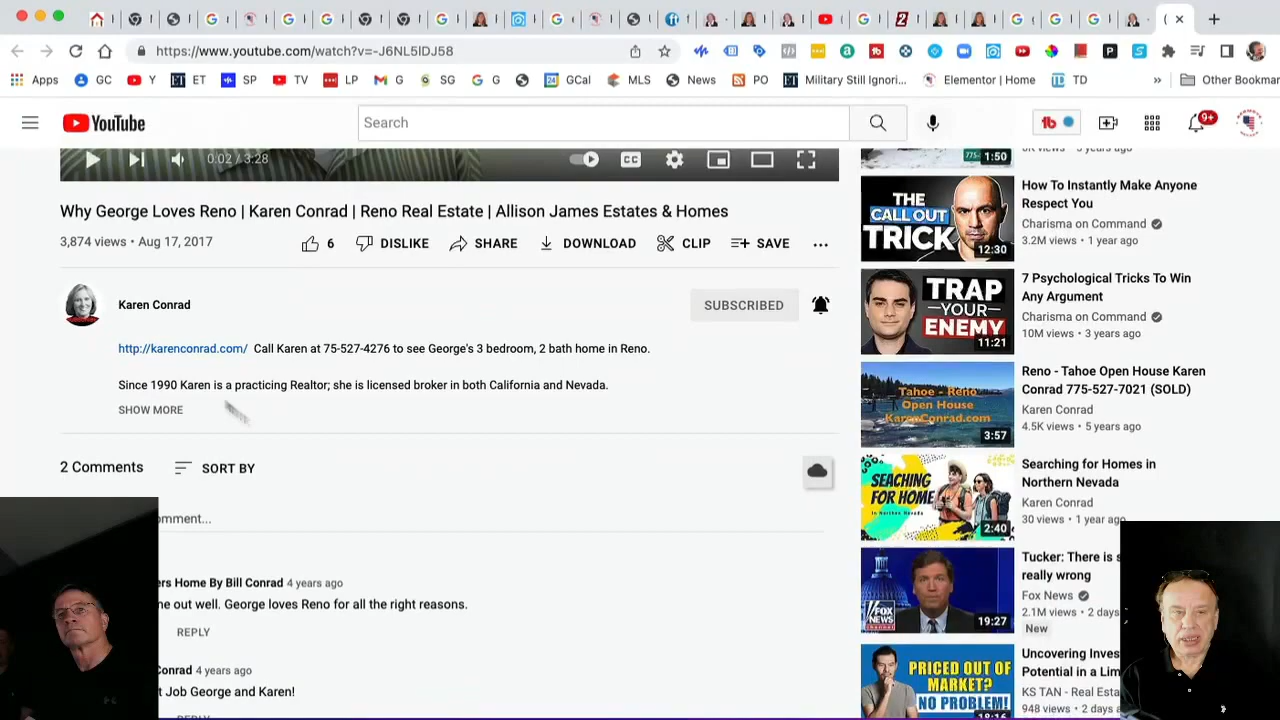 https://www.youtube.com/watch?v=-J6NL5IDJ58
Apps GC Y ET SP TV LP G SG G GCal MLS News PO Military Still Ignori... Elementor | Home TD » Other Bookmar
YouTube
Search
9+
0:02 / 3:28
1:50
Why George Loves Reno | Karen Conrad | Reno Real Estate | Allison James Estates & Homes
3,874 views • Aug 17, 2017
6 DISLIKE SHARE DOWNLOAD CLIP SAVE ...
Karen Conrad
SUBSCRIBED
http://karenconrad.com/ Call Karen at 75-527-4276 to see George's 3 bedroom, 2 bath home in Reno.
Since 1990 Karen is a practicing Realtor; she is licensed broker in both California and Nevada.
SHOW MORE
2 Comments SORT BY
omment...
ers Home By Bill Conrad 4 years ago
me out well. George loves Reno for all the right reasons.
REPLY
Conrad 4 years ago
t Job George and Karen!
REPLY
THE
CALL OUT
TRICK
12:30
How To Instantly Make Anyone
Respect You
Charisma on Command
3.2M views • 1 year ago
TRAP
YOUR
ENEMY
11:21
7 Psychological Tricks To Win
Any Argument
Charisma on Command
10M views • 3 years ago
Tahoe - Reno
Open House
KarenConrad.com
3:57
Reno - Tahoe Open House Karen
Conrad 775-527-7021 (SOLD)
Karen Conrad
4.5K views • 5 years ago
SEACHING
FOR HOME
in Northen Nevada
2:40
Searching for Homes in
Northern Nevada
Karen Conrad
30 views • 1 year ago
FOX
NEWS
19:27
Tucker: There is s
really wrong
Fox News
2.1M views • 2 days
New
PRICED OUT OF
MARKET?
NO PROBLEM!
18:16
Uncovering Inves
Potential in a Lim
KS TAN - Real Esta
948 views • 2 days